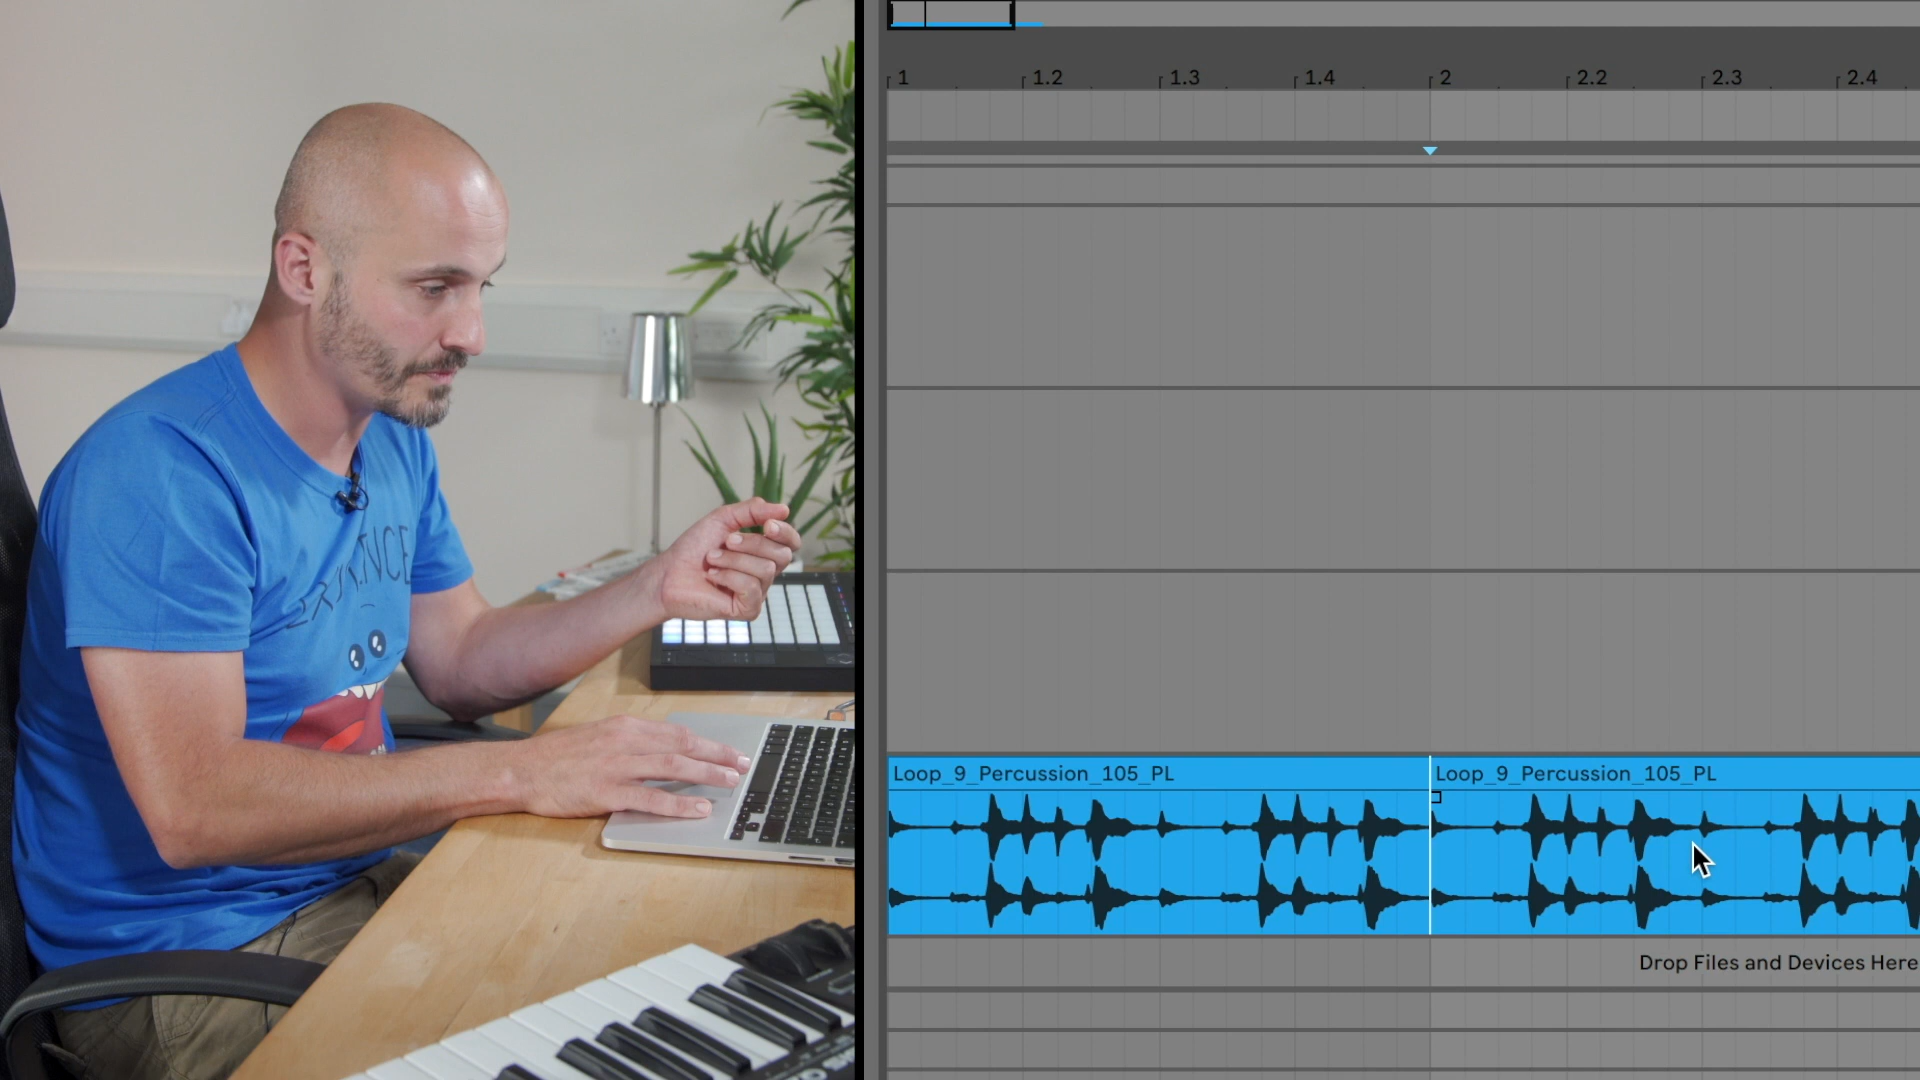 1 1.2 1.3 1.4 2 2.2 2.3 2.4
Loop_9_Percussion_105_PL Loop_9_Percussion_105_PL
Drop Files and Devices Here